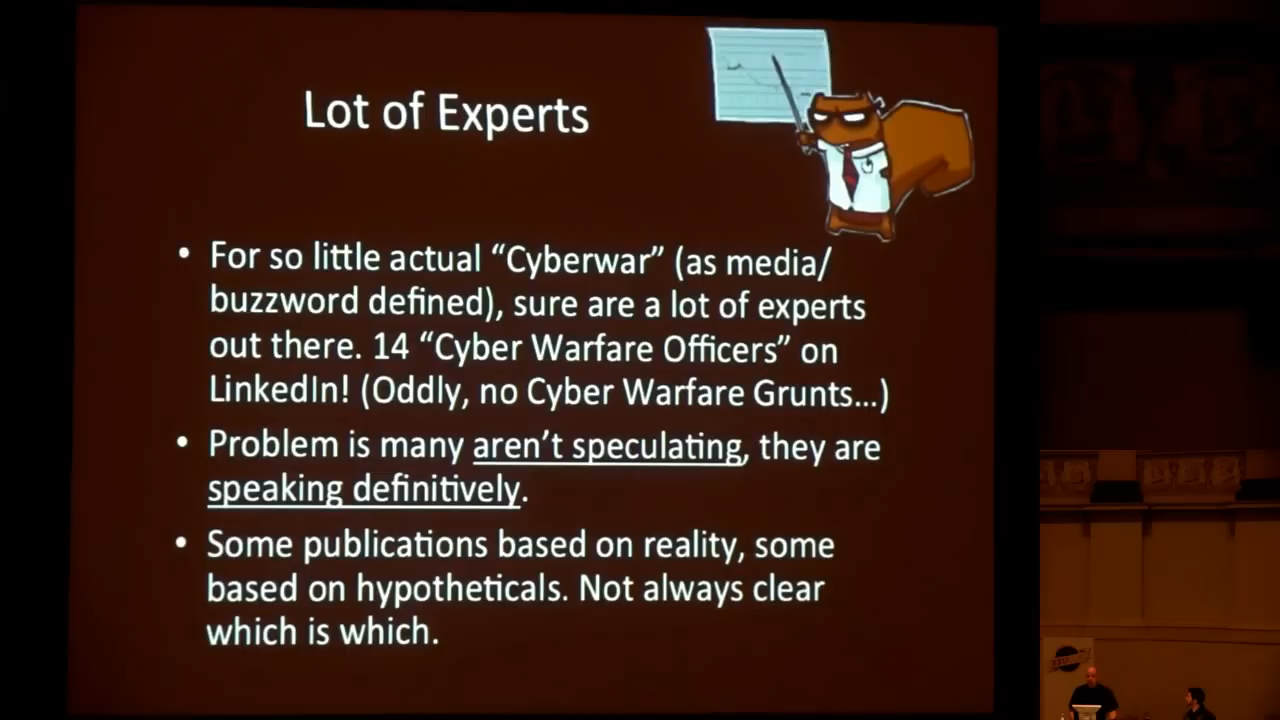 Lot of Experts
• For so little actual “Cyberwar” (as media/
buzzword defined), sure are a lot of experts
out there. 14 “Cyber Warfare Officers” on
LinkedIn! (Oddly, no Cyber Warfare Grunts…)
• Problem is many aren’t speculating, they are
speaking definitively.
• Some publications based on reality, some
based on hypotheticals. Not always clear
which is which.